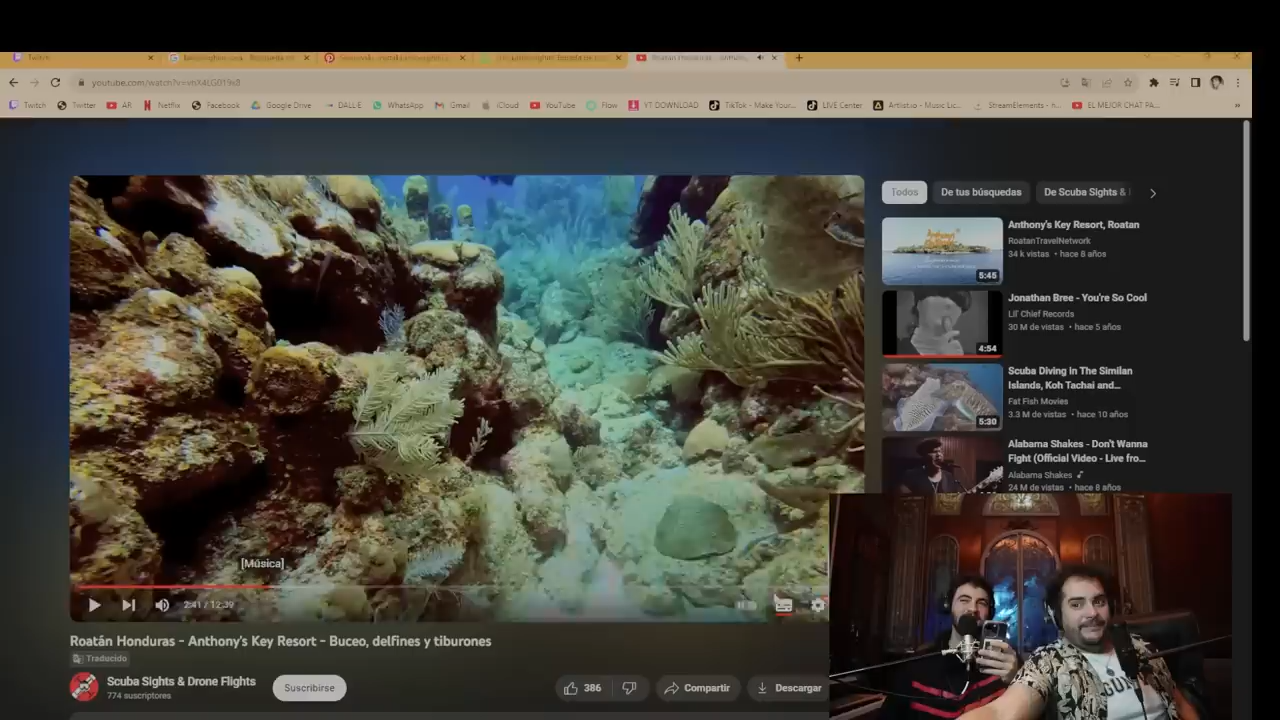 Twitch
youtube.com/watch?v=
Twitch
Twitter
AR
Netflix
Facebook
Google Drive
DALL-E
WhatsApp
Gmail
iCloud
YouTube
Flow
YT DOWNLOAD
TikTok - Make Your...
LIVE Center
Artist.io - Music Lic...
StreamElements - h...
EL MEJOR CHAT PA...
Todos
De tus búsquedas
De Scuba Sights &
Anthony's Key Resort, Roatan
RoatanTravelNetwork
34 k vistas • hace 8 años
5:45
Jonathan Bree - You're So Cool
Lil' Chief Records
30 M de vistas • hace 5 años
4:54
Scuba Diving In The Similan
Islands, Koh Tachai and...
Fat Fish Movies
3.3 M de vistas • hace 10 años
5:30
Alabama Shakes - Don't Wanna
Fight (Official Video - Live fro...
Alabama Shakes
24 M de vistas • hace 8 años
[Música]
2:41 / 12:39
Roatán Honduras - Anthony's Key Resort - Buceo, delfines y tiburones
Traducido
Scuba Sights & Drone Flights
774 suscriptores
Suscribirse
386
Compartir
Descargar